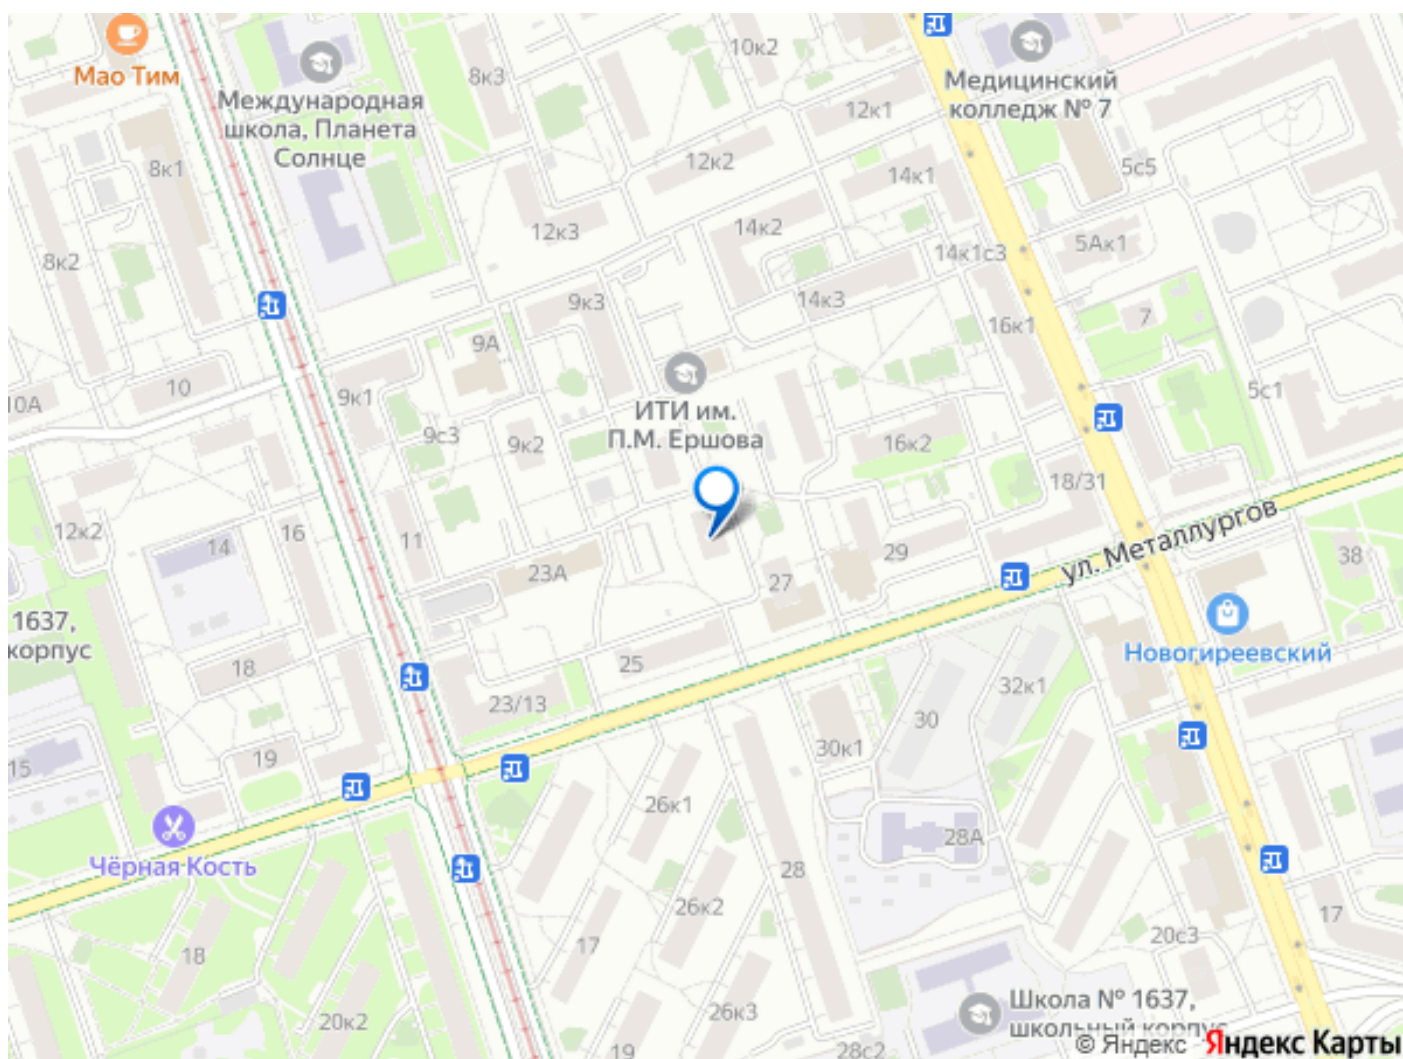 10к2
Мао Тим
8к3
Медицинский
колледж № 7
Международная
школа, Планета
Солнце
12к1
8к1
12к2
5с5
14к1
12к3
14к2
5Ак1
14к1с3
8к2
9к3
14к3
7
16к1
9А
10
9к1
10А
5с1
ИТИ им.
П.М. Ершова
9с3
9к2
16к2
18/31
ул. Металлургов
12к2
16
14
11
29
38
23А
27
1637,
корпус
Новогиреевский
18
25
32к1
23/13
30
30к1
19
15
26к1
28А
Чёрная Кость
28
26к2
17
17
20с3
18
Школа № 1637,
школьный корпус
26к3
20к2
19
28с2
© Яндекс Яндекс Карты